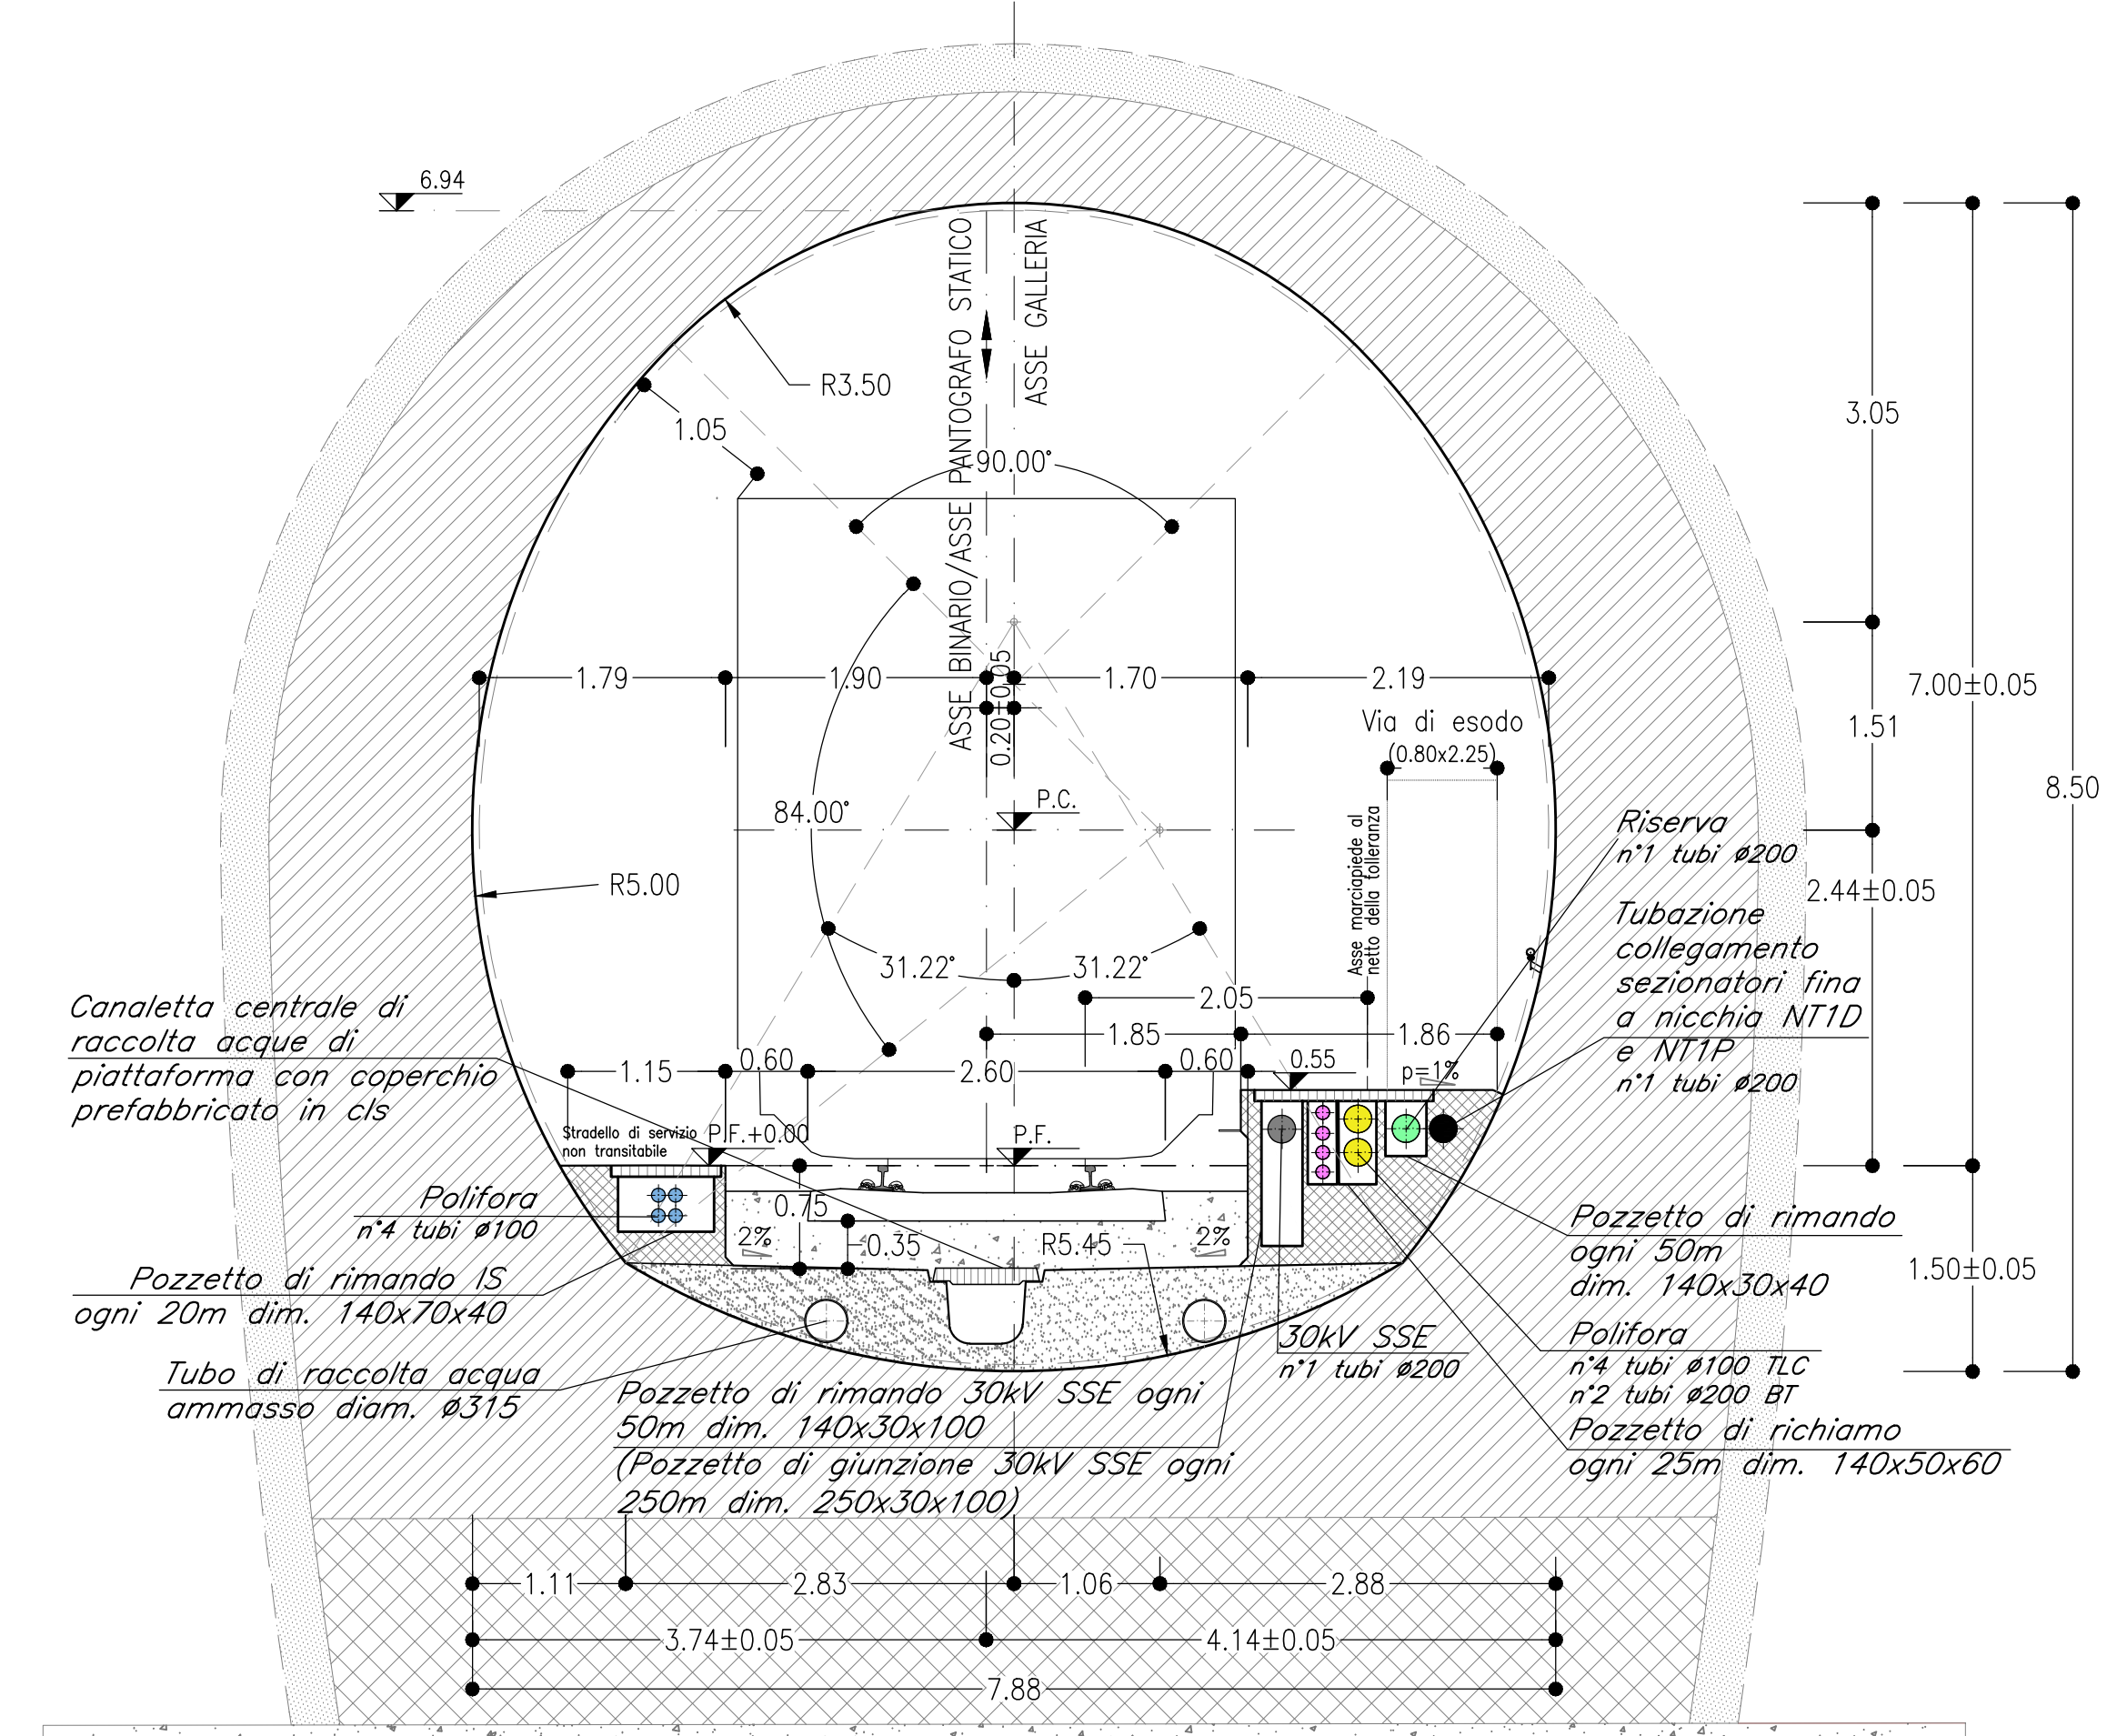 6.94
ASSE BINARIO/ASSE PANTOGRAFO STATICO
ASSE GALLERIA
R3.50
1.05
90.00°
3.05
1.79
1.90
0.20±0.05
1.70
2.19
7.00±0.05
1.51
8.50
Via di esodo
(0.80x2.25)
84.00°
P.C.
Asse marciapiede al
netto della tolleranza
Riserva
n°1 tubi ø200
R5.00
2.44±0.05
Tubazione
collegamento
sezionatori fina
a nicchia NT1D
e NT1P
n°1 tubi ø200
31.22°
31.22°
2.05
1.85
1.86
Canaletta centrale di
raccolta acque di
piattaforma con coperchio
prefabbricato in cls
1.15
0.60
2.60
0.60
0.55
p=1%
Stradello di servizio
non transitabile
P.F.+0.00
P.F.
Polifora
n°4 tubi ø100
0.75
0.35
2%
R5.45
2%
Pozzetto di rimando
ogni 50m
dim. 140x30x40
1.50±0.05
Pozzetto di rimando IS
ogni 20m dim. 140x70x40
30kV SSE
n°1 tubi ø200
Polifora
n°4 tubi ø100 TLC
n°2 tubi ø200 BT
Tubo di raccolta acqua
ammasso diam. ø315
Pozzetto di rimando 30kV SSE ogni
50m dim. 140x30x100
(Pozzetto di giunzione 30kV SSE ogni
250m dim. 250x30x100)
Pozzetto di richiamo
ogni 25m dim. 140x50x60
1.11
2.83
1.06
2.88
3.74±0.05
4.14±0.05
7.88